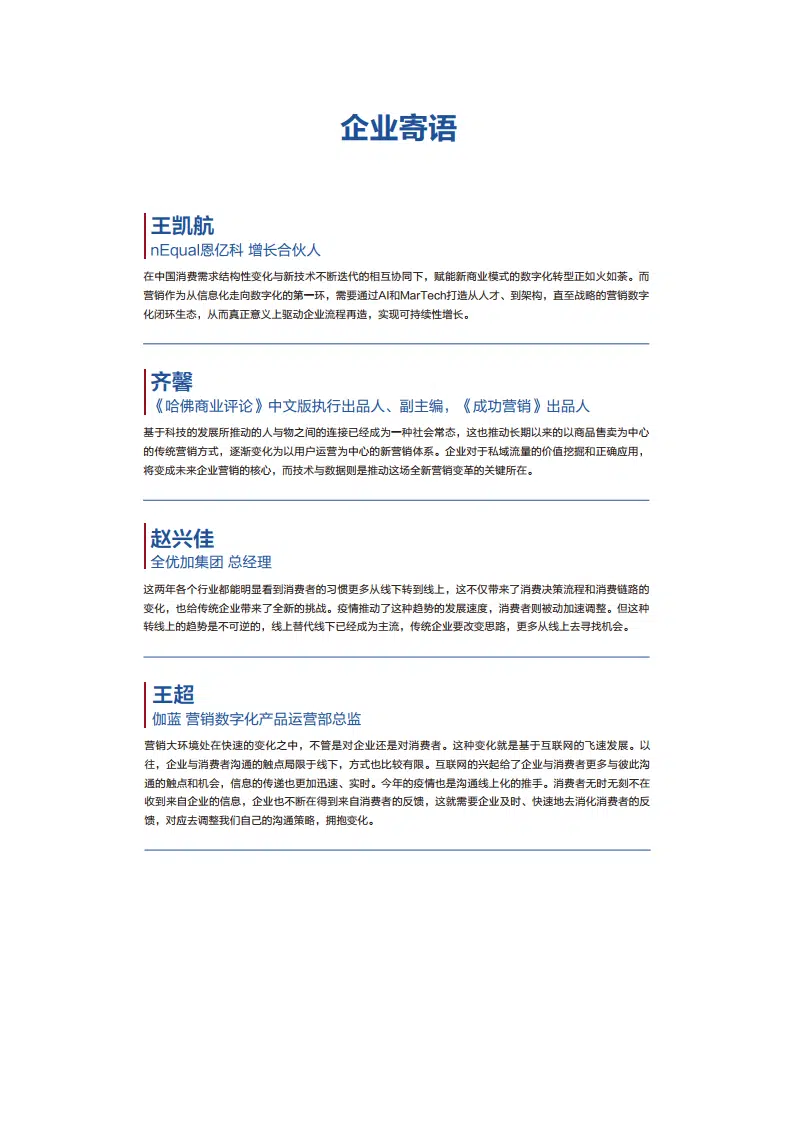 企业寄语
王凯航
nEqual恩亿科 增长合伙人
在中国消费需求结构性变化与新技术不断迭代的相互协同下，赋能新商业模式的数字化转型正如火如荼。而
营销作为从信息化走向数字化的第一环，需要通过AI和MarTech打造从人才、到架构，直至战略的营销数字
化闭环生态，从而真正意义上驱动企业流程再造，实现可持续性增长。
齐馨
《哈佛商业评论》中文版执行出品人、副主编，《成功营销》出品人
基于科技的发展所推动的人与物之间的连接已经成为一种社会常态，这也推动长期以来的以商品售卖为中心
的传统营销方式，逐渐变化为以用户运营为中心的新营销体系。企业对于私域流量的价值挖掘和正确应用，
将变成未来企业营销的核心，而技术与数据则是推动这场全新营销变革的关键所在。
赵兴佳
全优加集团 总经理
这两年各个行业都能明显看到消费者的习惯更多从线下转到线上，这不仅带来了消费决策流程和消费链路的
变化，也给传统企业带来了全新的挑战。疫情推动了这种趋势的发展速度，消费者则被动加速调整。但这种
转线上的趋势是不可逆的，线上替代线下已经成为主流，传统企业要改变思路，更多从线上去寻找机会。
王超
伽蓝 营销数字化产品运营部总监
营销大环境处在快速的变化之中，不管是对企业还是对消费者。这种变化就是基于互联网的飞速发展。以
往，企业与消费者沟通的触点局限于线下，方式也比较有限。互联网的兴起给了企业与消费者更多与彼此沟
通的触点和机会，信息的传递也更加迅速、实时。今年的疫情也是沟通线上化的推手。消费者无时无刻不在
收到来自企业的信息，企业也不断在得到来自消费者的反馈，这就需要企业及时、快速地去消化消费者的反
馈，对应去调整我们自己的沟通策略，拥抱变化。